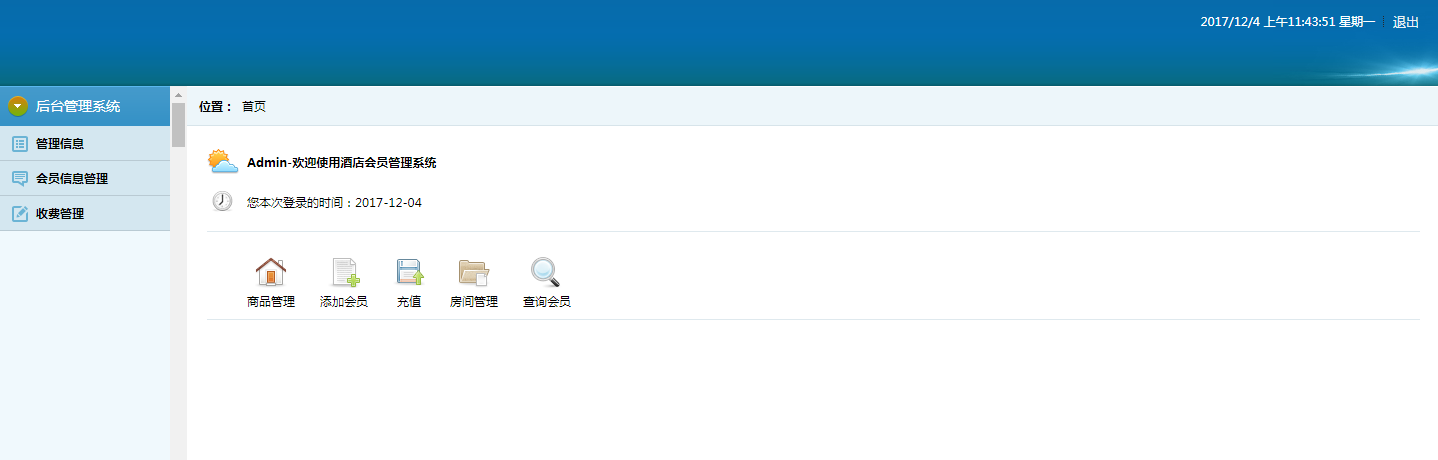 2017/12/4 上午11:43:51 星期一 退出
后台管理系统
管理信息
会员信息管理
收费管理
位置： 首页
Admin-欢迎使用酒店会员管理系统
您本次登录的时间：2017-12-04
商品管理 添加会员 充值 房间管理 查询会员